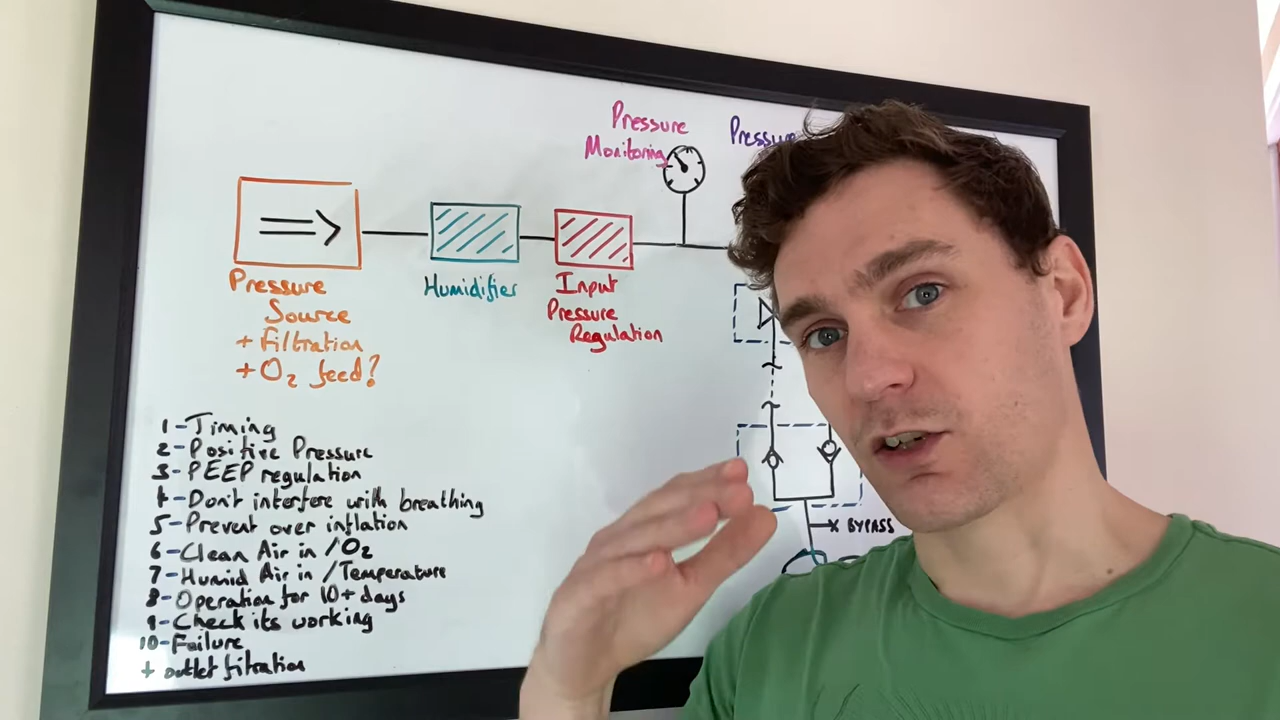 Pressure
Monitoring
Pressure
Pressure
Source
+ Filtration
+ O₂ feed?
Humidifier
Input
Pressure
Regulation
1-Timing
2-Positive Pressure
3-PEEP regulation
4-Don't interfere with breathing
5-Prevent over inflation
6-Clean Air in /O₂
7-Humid Air in /Temperature
8-Operation for 10+ days
9-Check its working
10-Failure
+ outlet filtration
BYPASS